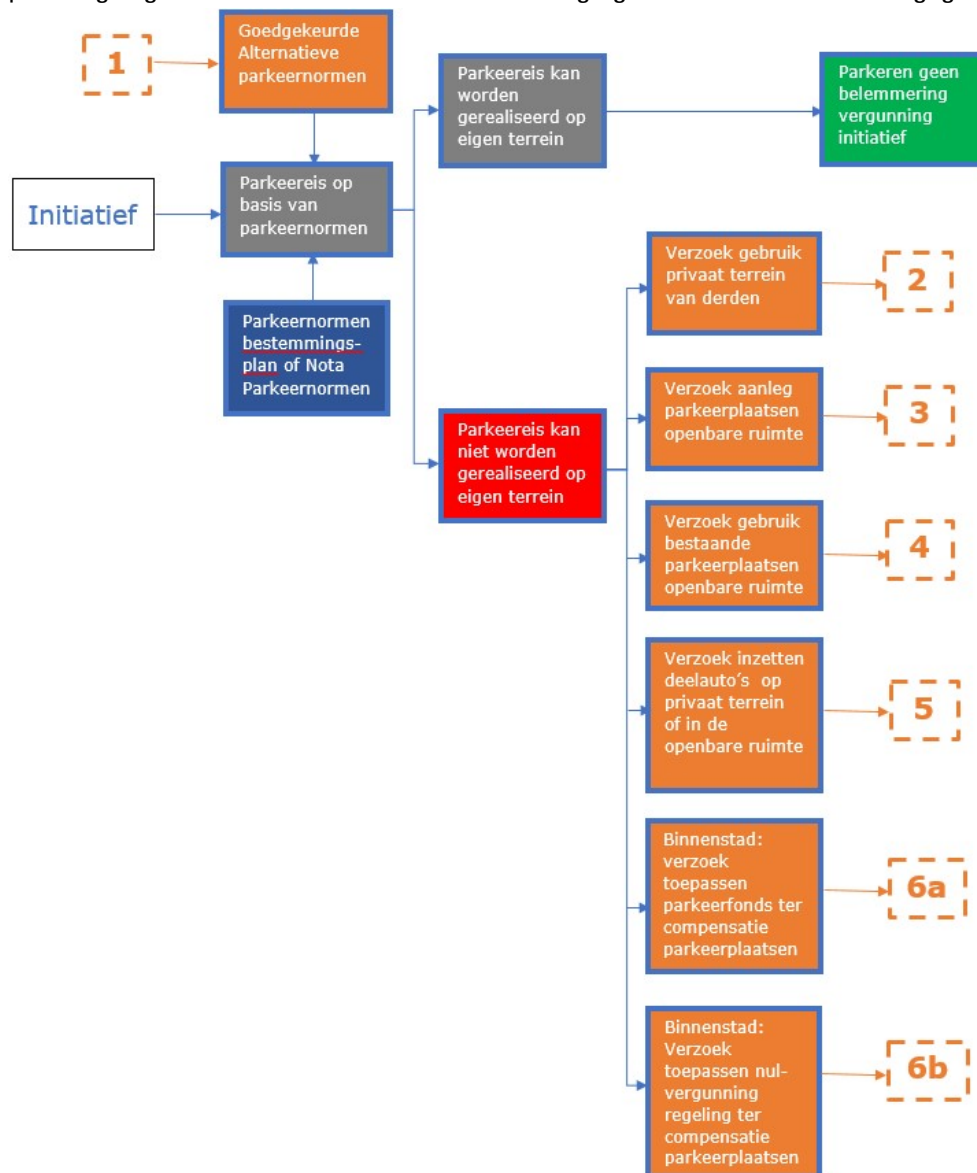 1
Goedgekeurde
Alternatieve
parkeernormen
Parkeereis kan
worden
gerealiseerd op
eigen terrein
Parkeren geen
belemmering
vergunning
initiatief
Initiatief
Parkeereis op
basis van
parkeernormen
Parkeernormen
bestemmings-
plan of Nota
Parkeernormen
Parkeereis kan
niet worden
gerealiseerd op
eigen terrein
Verzoek gebruik
privaat terrein
van derden
2
Verzoek aanleg
parkeerplaatsen
openbare ruimte
3
Verzoek gebruik
bestaande
parkeerplaatsen
openbare ruimte
4
Verzoek inzetten
deelauto's op
privaat terrein
of in de
openbare ruimte
5
Binnenstad:
verzoek
toepassen
parkeerfonds ter
compensatie
parkeerplaatsen
6a
Binnenstad:
Verzoek
toepassen nul-
vergunning
regeling ter
compensatie
parkeerplaatsen
6b